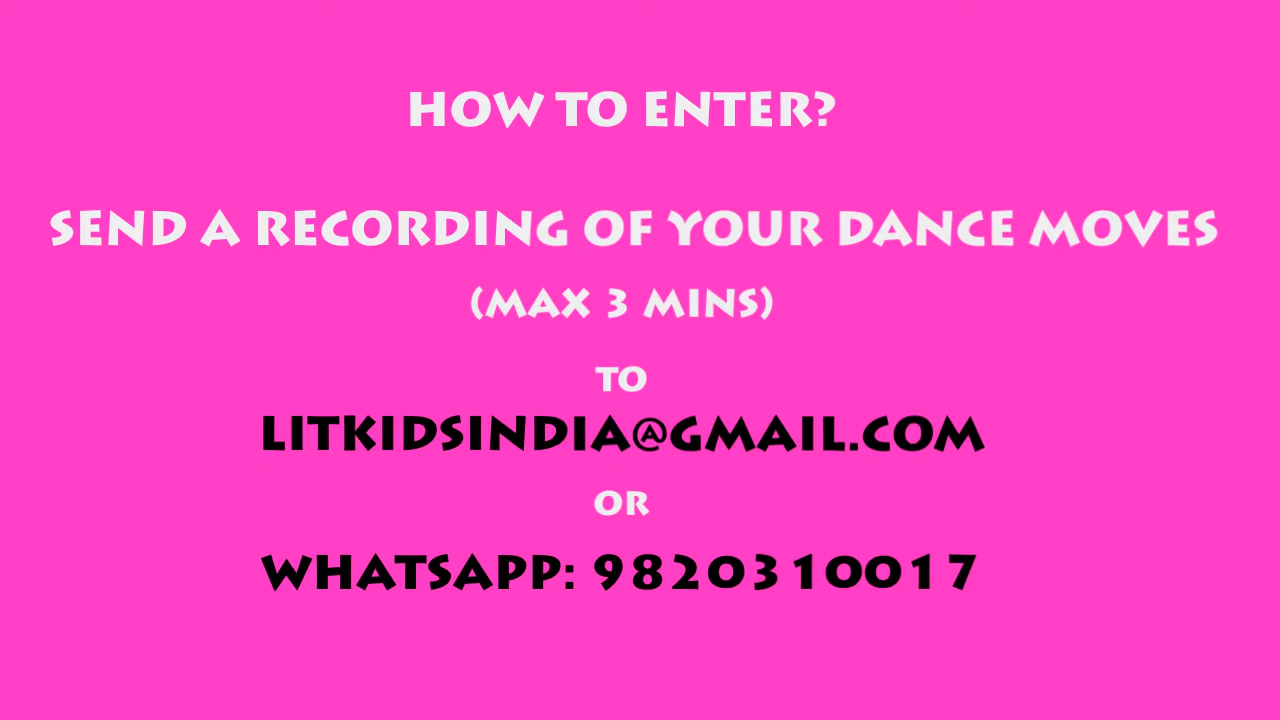 HOW TO ENTER?
SEND A RECORDING OF YOUR DANCE MOVES
(MAX 3 MINS)
TO
LITKIDSINDIA@GMAIL.COM
OR
WHATSAPP: 9820310017